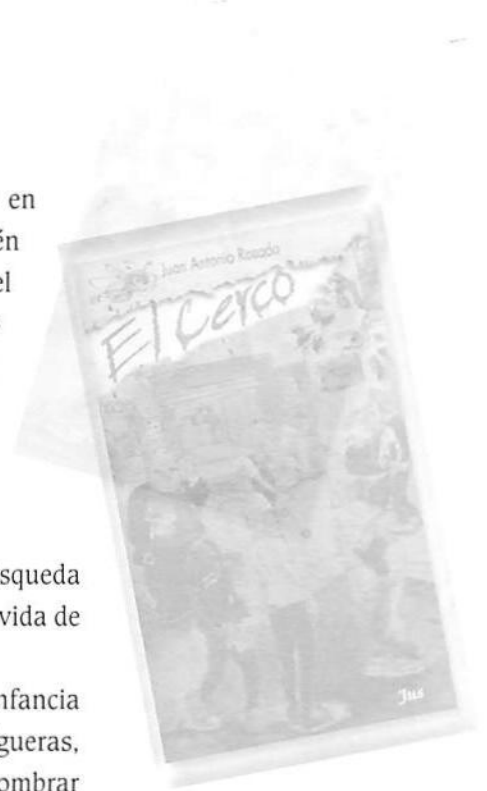 en
én
el
Juan Antonio Rosado
El Cerco
squeda
vida de
nfancia
gueras,
ombrar
Jus